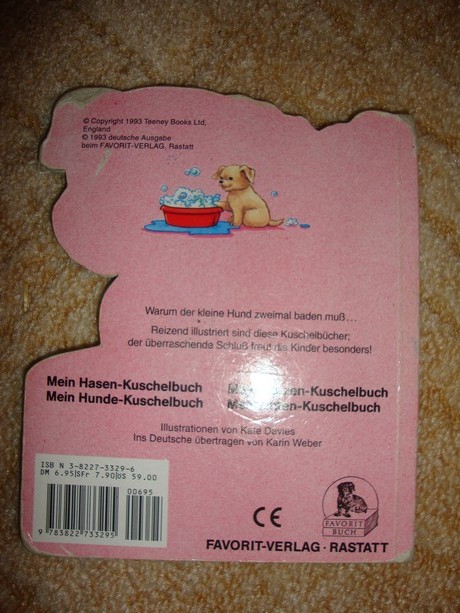 © Copyright 1993 Teeney Books Ltd,
England
© 1993 deutsche Ausgabe
beim FAVORIT-VERLAG, Rastatt
Warum der kleine Hund zweimal baden muß...
Reizend illustriert sind diese Kuschelbücher;
der überraschende Schluß freut die Kinder besonders!
Mein Hasen-Kuschelbuch
Mein Hunde-Kuschelbuch
-Kuschelbuch
-Kuschelbuch
Illustrationen von Kate Davies
Ins Deutsche übertragen von Karin Weber
ISB N 3-8227-3329-6
DM 6.95|SFr 7.90|ÖS 59.00
00695
9 783822 733295
CE
FAVORIT
BUCH
FAVORIT-VERLAG · RASTATT